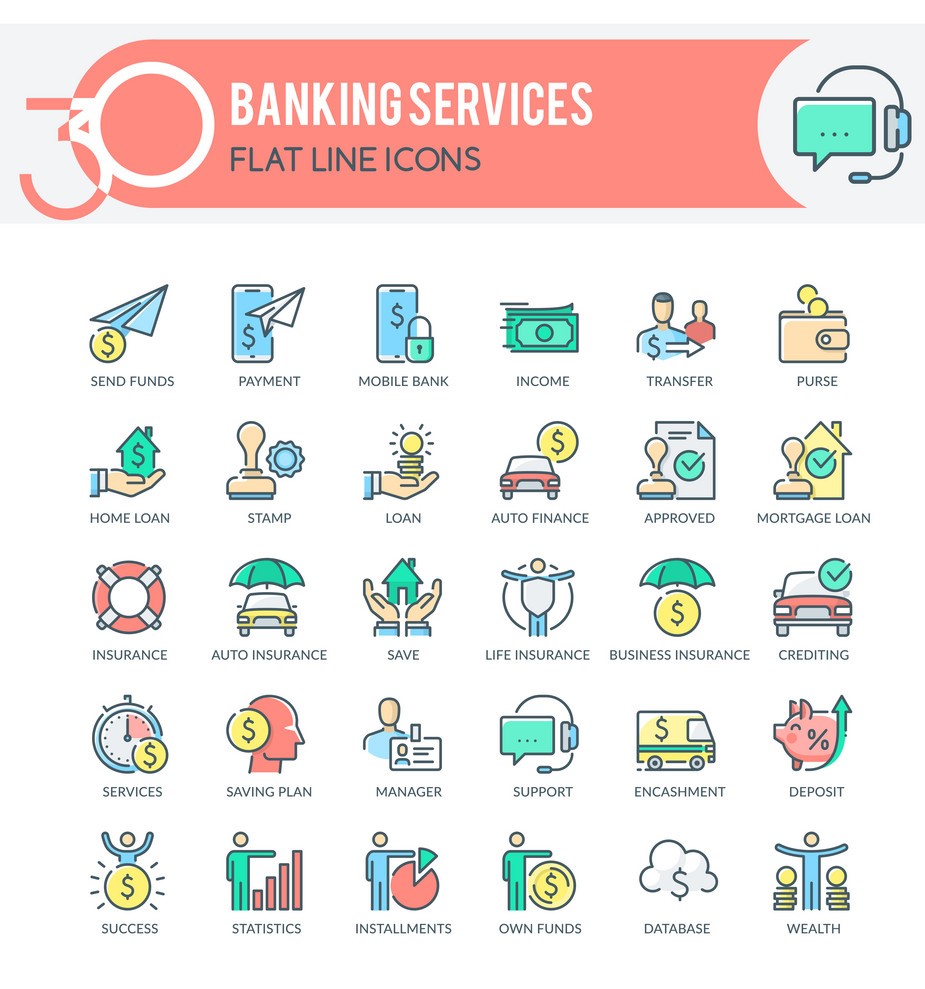 30 BANKING SERVICES
FLAT LINE ICONS
$ $ $ $
SEND FUNDS PAYMENT MOBILE BANK INCOME TRANSFER PURSE
$ $
HOME LOAN STAMP LOAN AUTO FINANCE APPROVED MORTGAGE LOAN
$
INSURANCE AUTO INSURANCE SAVE LIFE INSURANCE BUSINESS INSURANCE CREDITING
$ $ $ %
SERVICES SAVING PLAN MANAGER SUPPORT ENCASHMENT DEPOSIT
$ $ $
SUCCESS STATISTICS INSTALLMENTS OWN FUNDS DATABASE WEALTH